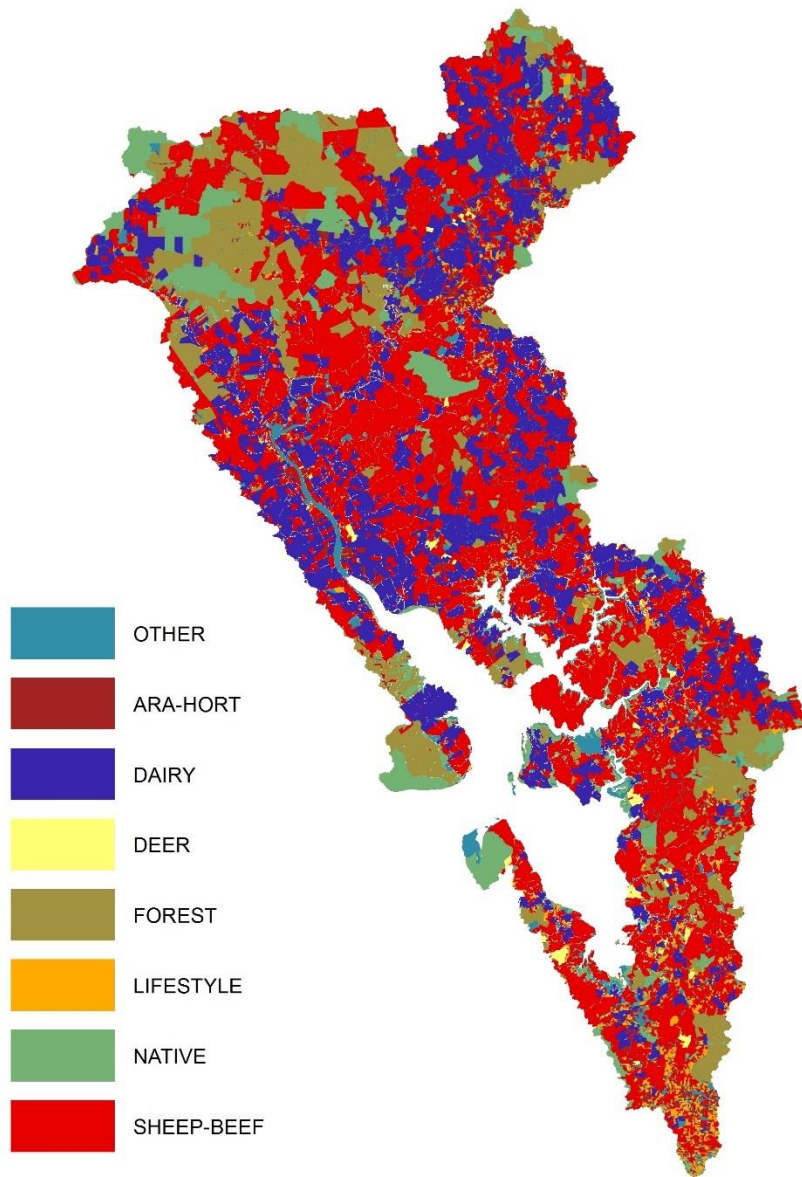 OTHER
ARA-HORT
DAIRY
DEER
FOREST
LIFESTYLE
NATIVE
SHEEP-BEEF